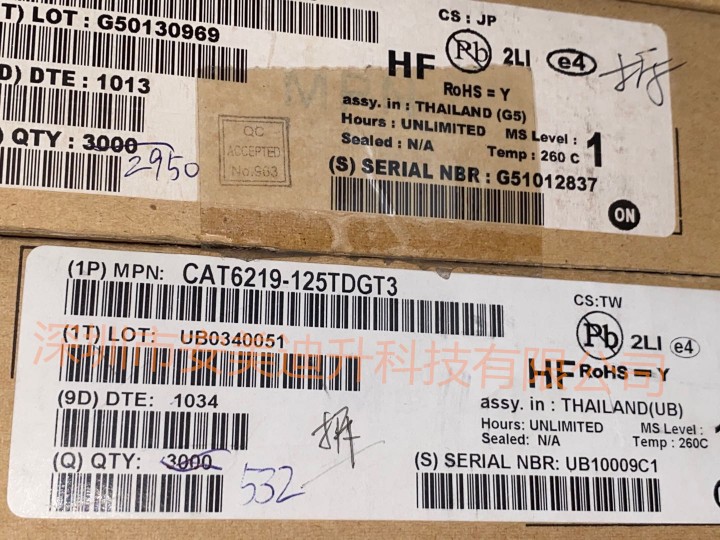 T) LOT : G50130969
CS : JP
HF Pb 2LI e4 拆
D) DTE : 1013
RoHS = Y
assy. in : THAILAND (G5)
Hours : UNLIMITED MS Level : 1
Sealed : N/A Temp : 260 C
) QTY : 3000
2950
QC
ACCEPTED
No.963
(S) SERIAL NBR : G51012837
ON
(1P) MPN: CAT6219-125TDGT3
CS:TW
(1T) LOT: UB0340051
Pb 2LI e4
深圳市安美迪升科技有限公司
HF RoHS = Y
(9D) DTE: 1034
assy. in : THAILAND(UB)
Hours: UNLIMITED MS Level :
Sealed: N/A Temp : 260C
拆
(Q) QTY: 3000
532
(S) SERIAL NBR: UB10009C1